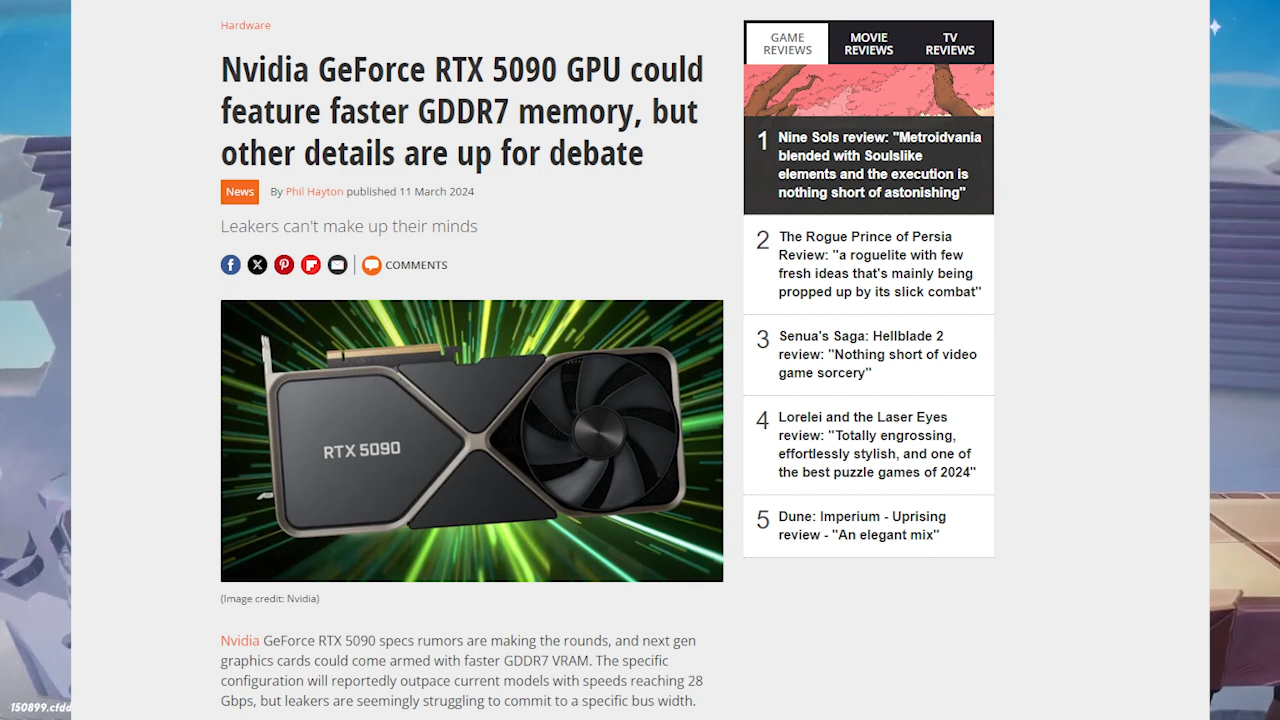 Hardware
Nvidia GeForce RTX 5090 GPU could
feature faster GDDR7 memory, but
other details are up for debate
News
By Phil Hayton published 11 March 2024
Leakers can't make up their minds
COMMENTS
RTX 5090
(Image credit: Nvidia)
Nvidia GeForce RTX 5090 specs rumors are making the rounds, and next gen
graphics cards could come armed with faster GDDR7 VRAM. The specific
configuration will reportedly outpace current models with speeds reaching 28
Gbps, but leakers are seemingly struggling to commit to a specific bus width.
GAME
REVIEWS
MOVIE
REVIEWS
TV
REVIEWS
1
Nine Sols review: "Metroidvania
blended with Soulslike
elements and the execution is
nothing short of astonishing"
2
The Rogue Prince of Persia
Review: "a roguelite with few
fresh ideas that's mainly being
propped up by its slick combat"
3
Senua's Saga: Hellblade 2
review: "Nothing short of video
game sorcery"
4
Lorelei and the Laser Eyes
review: "Totally engrossing,
effortlessly stylish, and one of
the best puzzle games of 2024"
5
Dune: Imperium - Uprising
review - "An elegant mix"
150899.cfdd